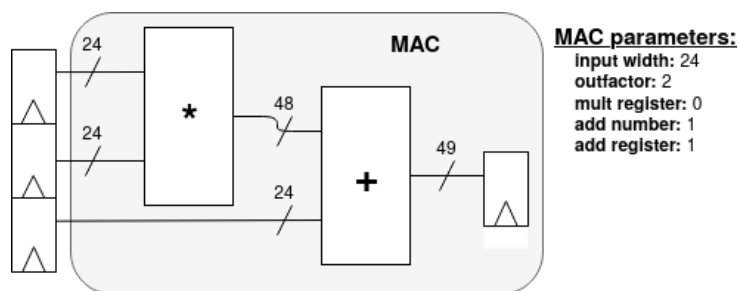 24
MAC
MAC parameters:
input width: 24
outfactor: 2
mult register: 0
add number: 1
add register: 1
*
48
24
49
24
+